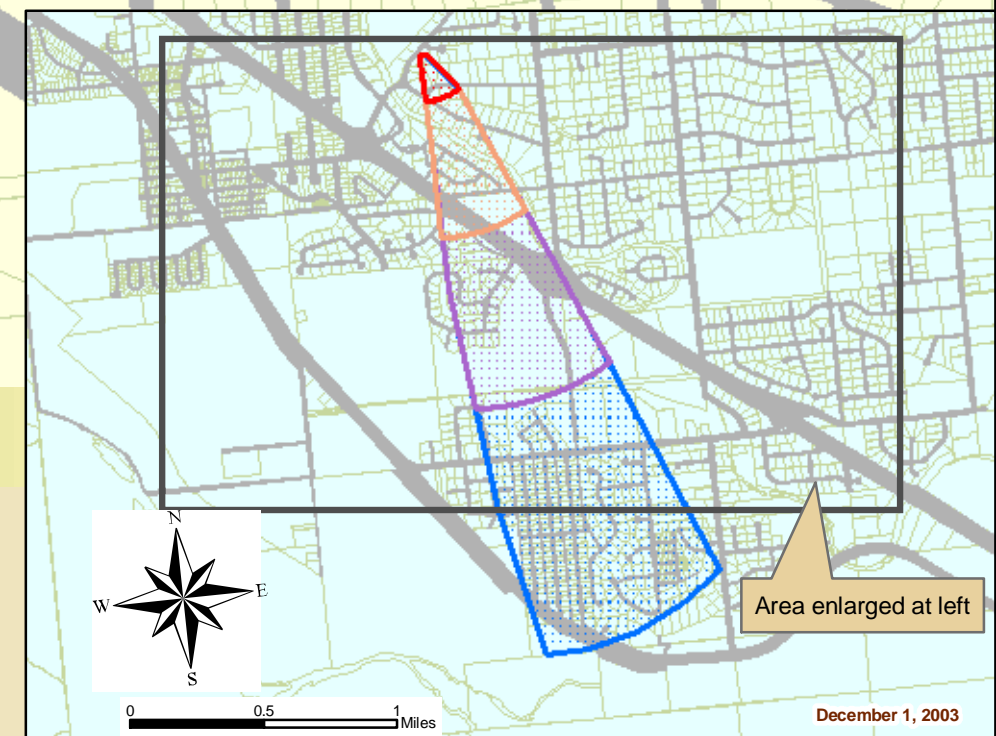 N
W
E
S
Area enlarged at left
0 0.5 1
Miles
December 1, 2003